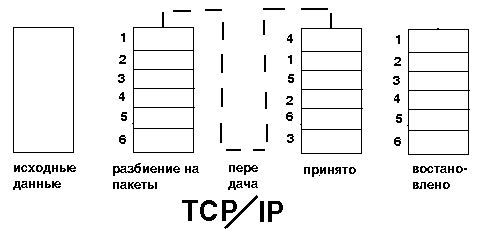 1
2
3
4
5
6
4
1
5
2
6
3
1
2
3
4
5
6
исходные
данные
разбиение на
пакеты
пере
дача
принято
востано-
влено
TCP/IP